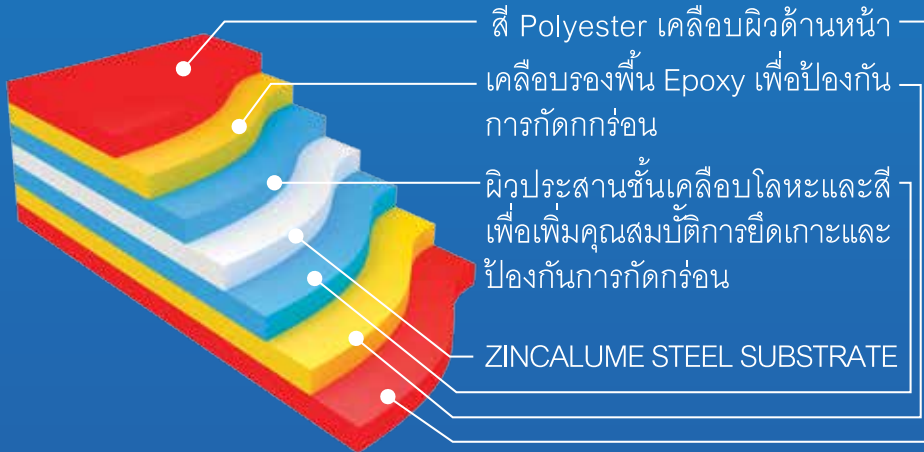 สี Polyester เคลือบผิวด้านหน้า
เคลือบรองพื้น Epoxy เพื่อป้องกัน
การกัดกกร่อน
ผิวประสานชั้นเคลือบโลหะและสี
เพื่อเพิ่มคุณสมบัติการยึดเกาะและ
ป้องกันการกัดกร่อน
ZINCALUME STEEL SUBSTRATE